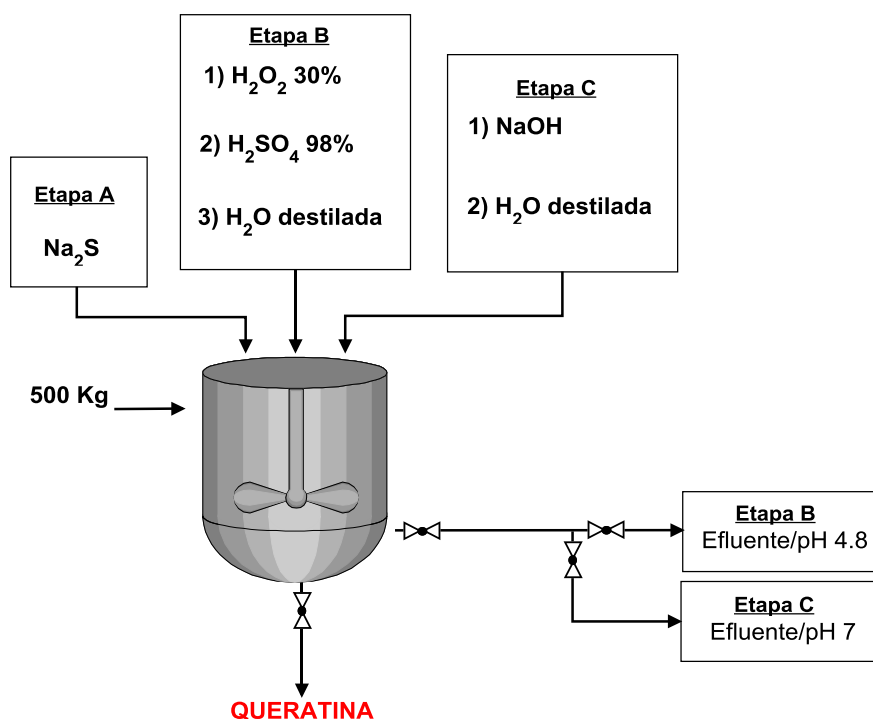 Etapa A
Na₂S
Etapa B
1) H₂O₂ 30%
2) H₂SO₄ 98%
3) H₂O destilada
Etapa C
1) NaOH
2) H₂O destilada
500 Kg
Etapa B
Efluente/pH 4.8
Etapa C
Efluente/pH 7
QUERATINA